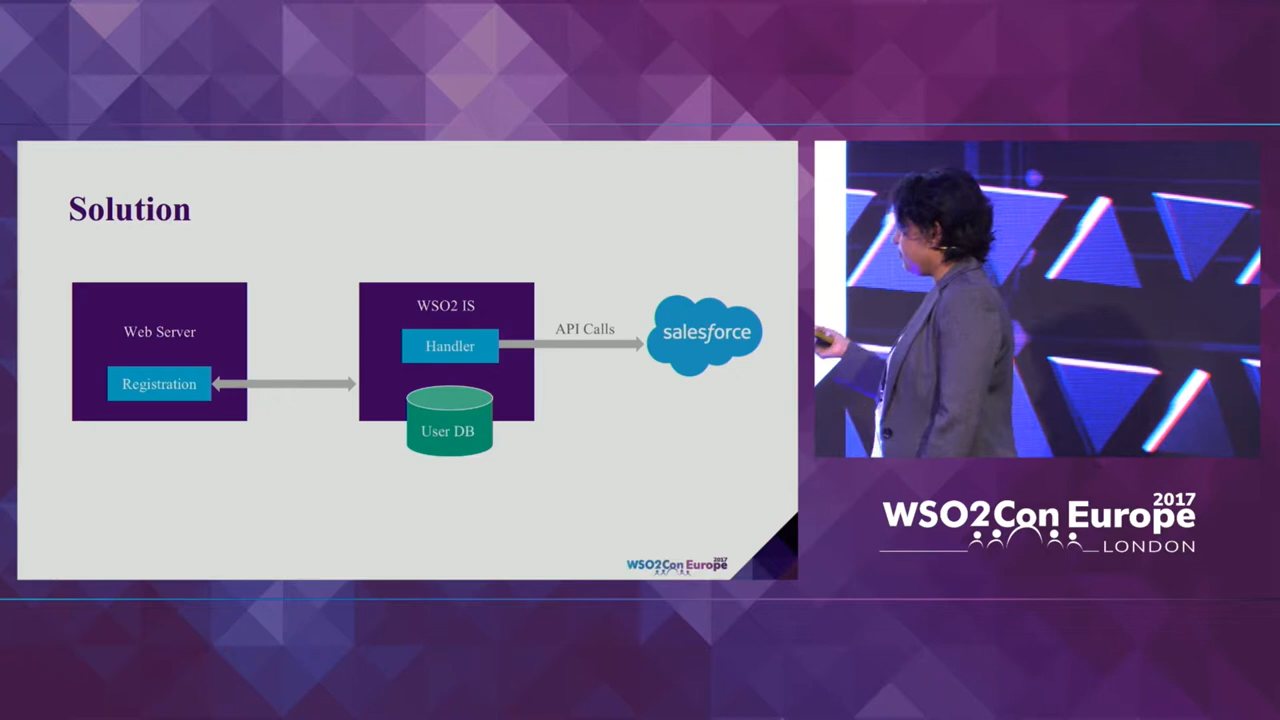 Solution
Web Server
Registration
WSO2 IS
Handler
User DB
API Calls
salesforce
WSO2Con Europe 2017
WSO2Con Europe 2017
LONDON